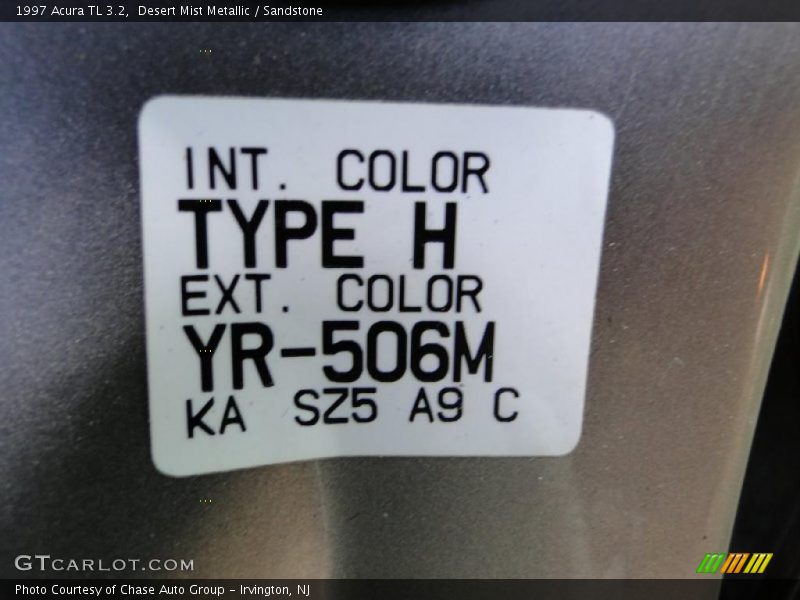 1997 Acura TL 3.2,  Desert Mist Metallic / Sandstone
INT. COLOR
TYPE H
EXT. COLOR
YR-506M
KA SZ5 A9 C
GTCARLOT.COM
Photo Courtesy of Chase Auto Group - Irvington, NJ